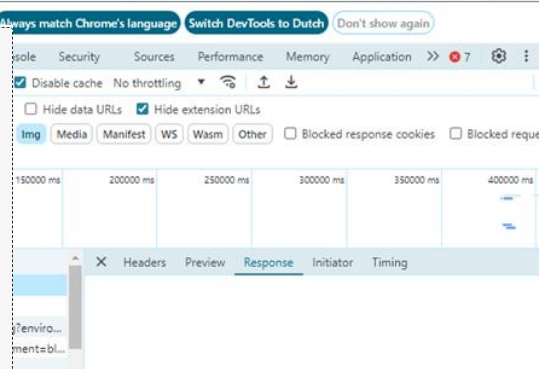 Always match Chrome's language Switch DevTools to Dutch Don't show again
sole Security Sources Performance Memory Application 7
Disable cache No throttling
Hide data URLs Hide extension URLs
Img Media Manifest WS Wasm Other Blocked response cookies Blocked reque
150000 ms 200000 ms 250000 ms 300000 ms 350000 ms 400000 ms
Headers Preview Response Initiator Timing
g?enviro...
ment=bl...